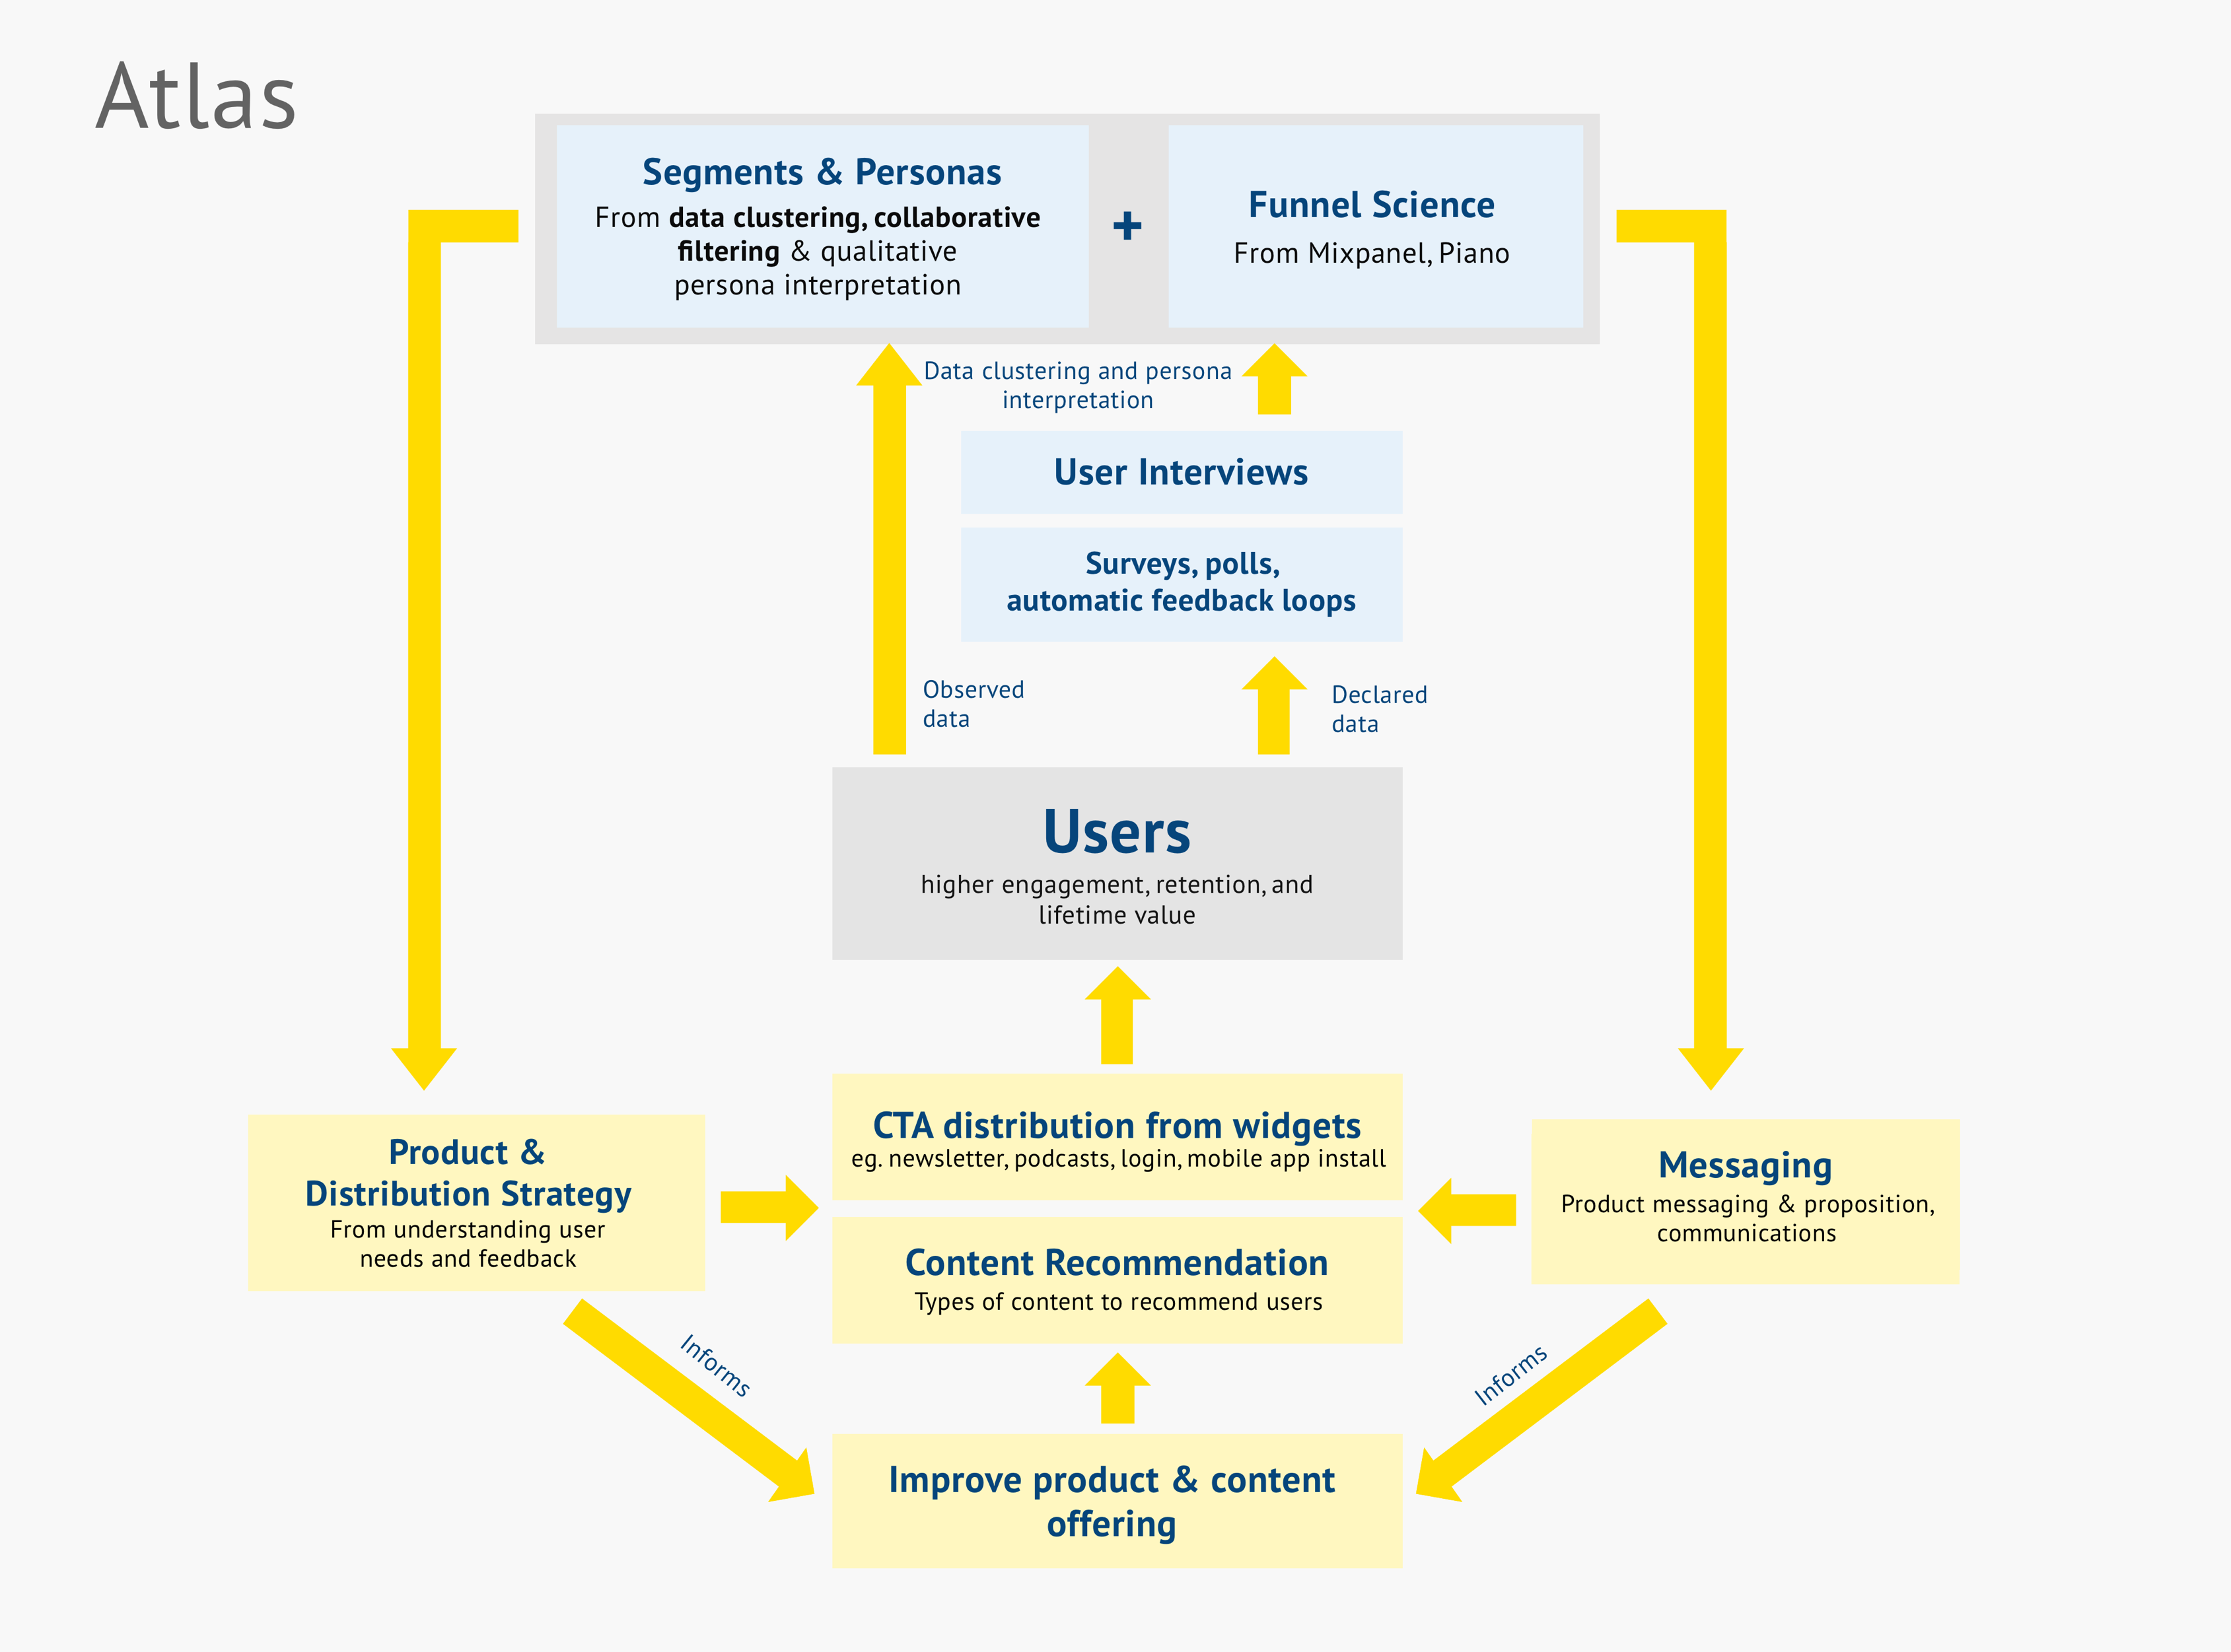 Atlas
Segments & Personas
From data clustering, collaborative
filtering & qualitative
persona interpretation
+
Funnel Science
From Mixpanel, Piano
Data clustering and persona
interpretation
User Interviews
Surveys, polls,
automatic feedback loops
Observed
data
Declared
data
Users
higher engagement, retention, and
lifetime value
CTA distribution from widgets
eg. newsletter, podcasts, login, mobile app install
Product &
Distribution Strategy
From understanding user
needs and feedback
Messaging
Product messaging & proposition,
communications
Content Recommendation
Types of content to recommend users
Informs
Informs
Improve product & content
offering